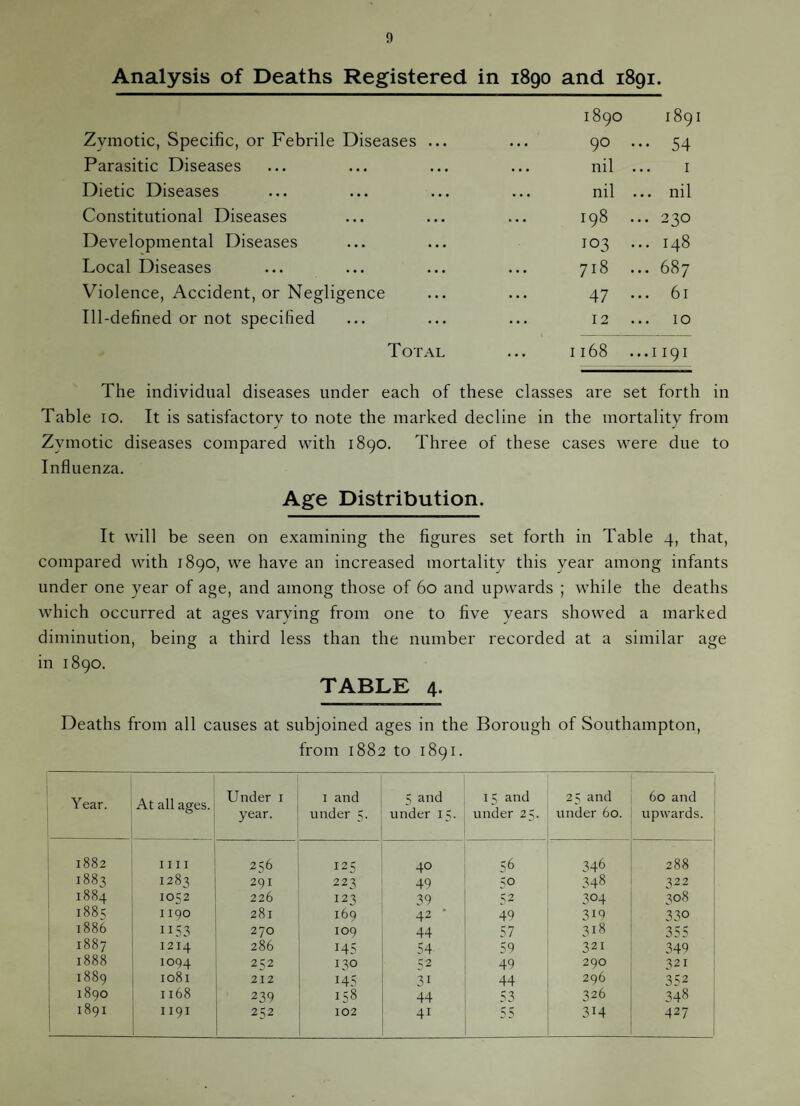 9
Analysis of Deaths Registered in 1890 and 1891.
1890 1891
Zymotic, Specific, or Febrile Diseases ... ... 90 ... 54
Parasitic Diseases ... ... ... ... nil ... 1
Dietic Diseases ... ... ... ... nil ... nil
Constitutional Diseases ... ... ... 198 ... 230
Developmental Diseases ... ... 103 ... 148
Local Diseases ... ... ... ... 718 ... 687
Violence, Accident, or Negligence ... ... 47 ... 61
Ill-defined or not specified ... ... ... 12 ... 10
Total ... 1168 ...1191
The individual diseases under each of these classes are set forth in
Table 10. It is satisfactory to note the marked decline in the mortality from
Zymotic diseases compared with 1890. Three of these cases were due to
Influenza.
Age Distribution.
It will be seen on examining the figures set forth in Table 4, that,
compared with 1890, we have an increased mortality this year among infants
under one year of age, and among those of 60 and upwards ; while the deaths
which occurred at ages varying from one to five years showed a marked
diminution, being a third less than the number recorded at a similar age
in 1890.
TABLE 4.
Deaths from all causes at subjoined ages in the Borough of Southampton,
from 1882 to 1891.
Year. At all ages. Under 1 year. 1 and under 5. 5 and under 15. 15 and under 25. 25 and under 60. 60 and upwards.
1882 1111 256 125 40 56 346 288
1883 1283 291 223 49 50 348 322
1884 1052 226 123 39 52 304 308
1885 1190 281 169 42 49 319 330
1886 1153 270 109 44 57 318 355
1887 1214 286 145 54 59 321 349
1888 1094 252 130 52 49 290 321
1889 1081 212 145 31 44 296 352
1890 1168 239 158 44 53 326 348
1891 1191 252 102 41 55 314 427